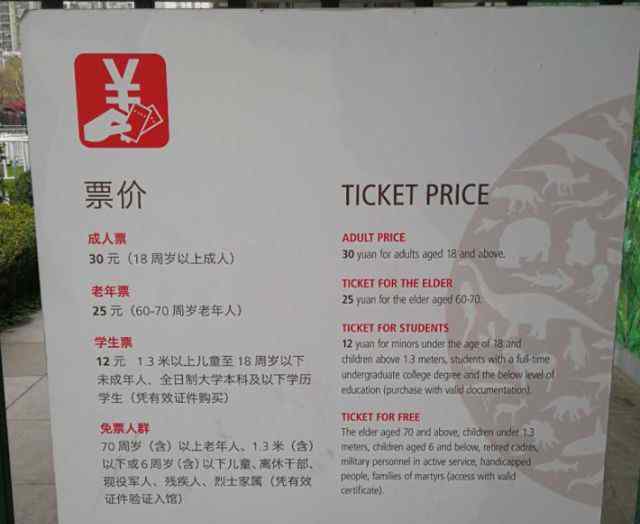 票价
成人票
30 元（18 周岁以上成人）
老年票
25 元（60-70 周岁老年人）
学生票
12 元 1.3 米以上儿童至 18 周岁以下
未成年人、全日制大学本科及以下学历
学生（凭有效证件购买）
免票人群
70 周岁（含）以上老年人、1.3 米（含）
以下或 6 周岁（含）以下儿童、离休干部、
现役军人、残疾人、烈士家属（凭有效
证件验证入馆）
TICKET PRICE
ADULT PRICE
30 yuan for adults aged 18 and above.
TICKET FOR THE ELDER
25 yuan for the elder aged 60-70.
TICKET FOR STUDENTS
12 yuan for minors under the age of 18 and
children above 1.3 meters, students with a full-time
undergraduate college degree and the below level of
education (purchase with valid documentation).
TICKET FOR FREE
The elder aged 70 and above, children under 1.3
meters, children aged 6 and below, retired cadres,
military personnel in active service, handicapped
people, families of martyrs (access with valid
certificate).